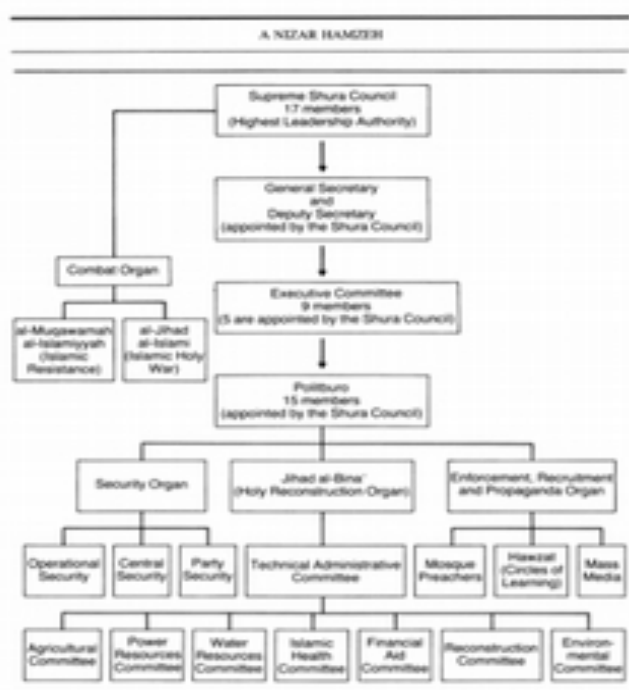 A NIZAR HAMZEH
Supreme Shura Council
17 members
(Highest Leadership Authority)
General Secretary
and
Deputy Secretary
(appointed by the Shura Council)
Combat Organ
al-Muqawamah
al-Islamiyyah
(Islamic
Resistance)
al-Jihad
al-Islami
(Islamic Holy
War)
Executive Committee
9 members
(5 are appointed by the Shura Council)
Politburo
15 members
(appointed by the Shura Council)
Security Organ
Jihad al-Bina'
(Holy Reconstruction Organ)
Enforcement, Recruitment
and Propaganda Organ
Operational
Security
Central
Security
Party
Security
Technical Administrative
Committee
Mosque
Preachers
Hawzat
(Circles of
Learning)
Mass
Media
Agricultural
Committee
Power
Resources
Committee
Water
Resources
Committee
Islamic
Health
Committee
Financial
Aid
Committee
Reconstruction
Committee
Environ-
mental
Committee